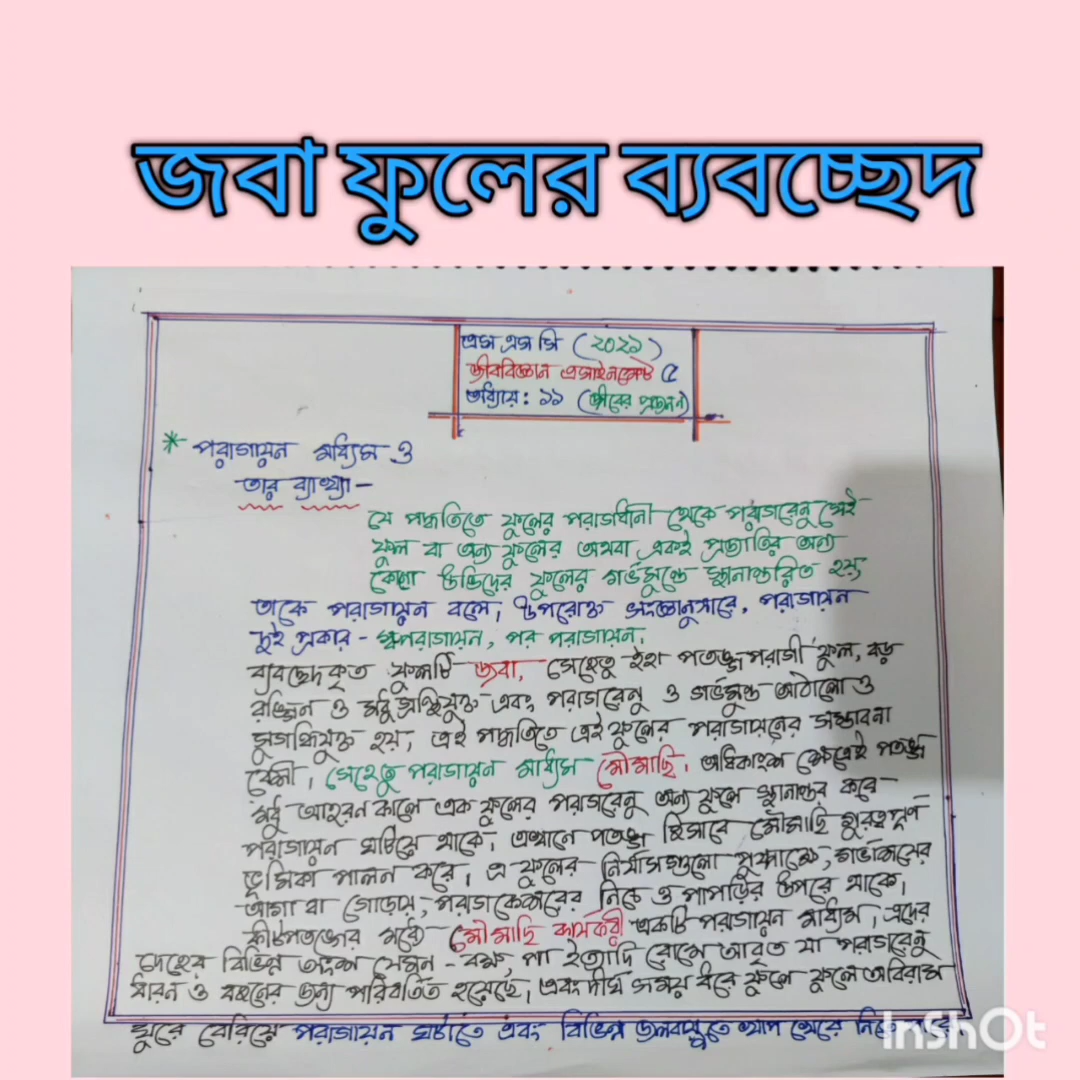 জবা ফুলের ব্যবচ্ছেদ
এস এস সি (২০২১)
জীববিজ্ঞান এসাইনমেন্ট ৫
অধ্যায় : ১১ (জীবের প্রজনন)
* পরাগায়ন মাধ্যম ও
তার ব্যাখ্যা -
যে পদ্ধতিতে ফুলের পরাগধানী থেকে পরাগরেনু সেই
ফুল বা অন্য ফুলের অথবা একই প্রজাতির অন্য
কোনো উদ্ভিদের ফুলের গর্ভমুন্ডে স্থানান্তরিত হয়,
তাকে পরাগায়ন বলে। উপরোক্ত সংজ্ঞানুসারে, পরাগায়ন
দুই প্রকার - স্বপরাগায়ন, পর পরাগায়ন।
ব্যবচ্ছেদকৃত ফুলটি জবা, সেহেতু ইহা পতঙ্গপরাগী ফুল, বড়
রঙ্গিন ও মধুগ্রন্থিযুক্ত এবং পরাগরেনু ও গর্ভমুন্ড আঠালো ও
সুগন্ধিযুক্ত হয়, এই পদ্ধতিতে এই ফুলের পরাগায়নের সম্ভাবনা
বেশী। সেহেতু পরাগায়ন মাধ্যম মৌমাছি। অধিকাংশ ক্ষেত্রেই পতঙ্গ
মধু আহরন কালে এক ফুলের পরাগরেনু অন্য ফুলে স্থানান্তর করে
পরাগায়ন ঘটিয়ে থাকে, এখানে পতঙ্গ হিসাবে মৌমাছি গুরত্বপূর্ণ
ভূমিকা পালন করে। এ ফুলের নির্যাসগুলো পুষ্পাক্ষে, গর্ভাশয়ের
আগা বা গোড়ায়, পরাগকেশরের নিচে ও পাপড়ির উপরে থাকে।
কীটপতঙ্গের মধ্যে মৌমাছি কার্যকরী একটি পরাগায়ন মাধ্যম, এদের
দেহের বিভিন্ন অংশ যেমন - বক্ষ, পা ইত্যাদি রোমে আবৃত যা পরাগরেনু
ধারন ও বহনের জন্য পরিবর্তিত হয়েছে, এবং দীর্ঘ সময় ধরে ফুলে ফুলে অবিরাম
ঘুরে বেরিয়ে পরাগায়ন ঘটাতে এবং বিভিন্ন জলবায়ুতে খাপ খেয়ে
InShOt